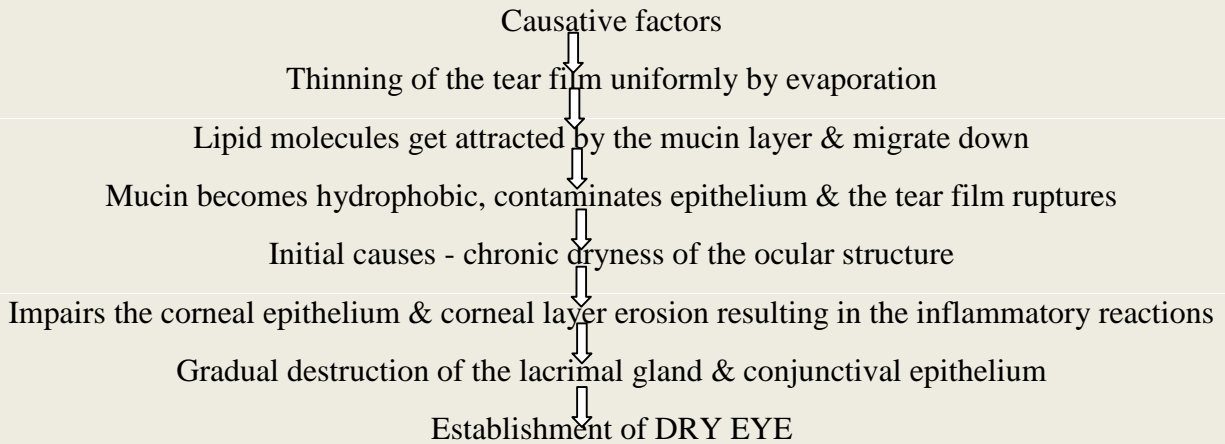 Causative factors
Thinning of the tear film uniformly by evaporation
Lipid molecules get attracted by the mucin layer & migrate down
Mucin becomes hydrophobic, contaminates epithelium & the tear film ruptures
Initial causes - chronic dryness of the ocular structure
Impairs the corneal epithelium & corneal layer erosion resulting in the inflammatory reactions
Gradual destruction of the lacrimal gland & conjunctival epithelium
Establishment of DRY EYE